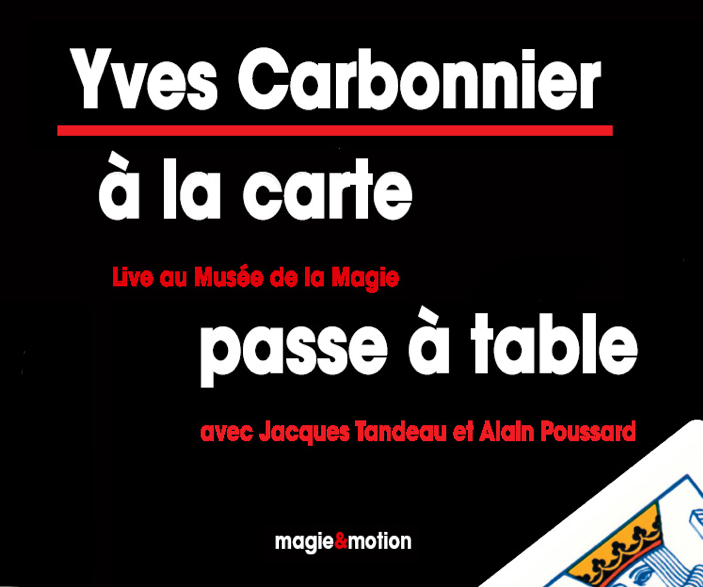 Yves Carbonnier
à la carte
Live au Musée de la Magie
passe à table
avec Jacques Tandeau et Alain Poussard
magie&motion